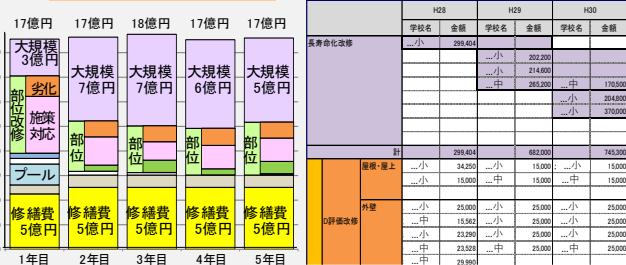 17億円 17億円 18億円 17億円 17億円
大規模
3億円
大規模
7億円
大規模
7億円
大規模
6億円
大規模
5億円
部位改修
劣化
施策
対応
プール
部位
部位
部位
部位
修繕費
5億円
修繕費
5億円
修繕費
5億円
修繕費
5億円
修繕費
5億円
1年目 2年目 3年目 4年目 5年目
H28 H29 H30
学校名 金額 学校名 金額 学校名 金額
長寿命化改修 …小 299,404
…小 202,200
…小 214,600
…中 265,200 …中 170,500
…小 204,800
…小 370,000
計 299,404 682,000 745,300
D評価改修
屋根・屋上 …小 34,250 …小 15,000 …小 15,000
…小 15,000 …中 15,000 …中 15,000
外壁 …小 25,000 …小 25,000 …小 25,000
…中 15,562 …小 25,000 …小 25,000
…小 23,290 …小 25,000 …小 25,000
…中 23,528 …中 25,000 …中 25,000
…中 29,990